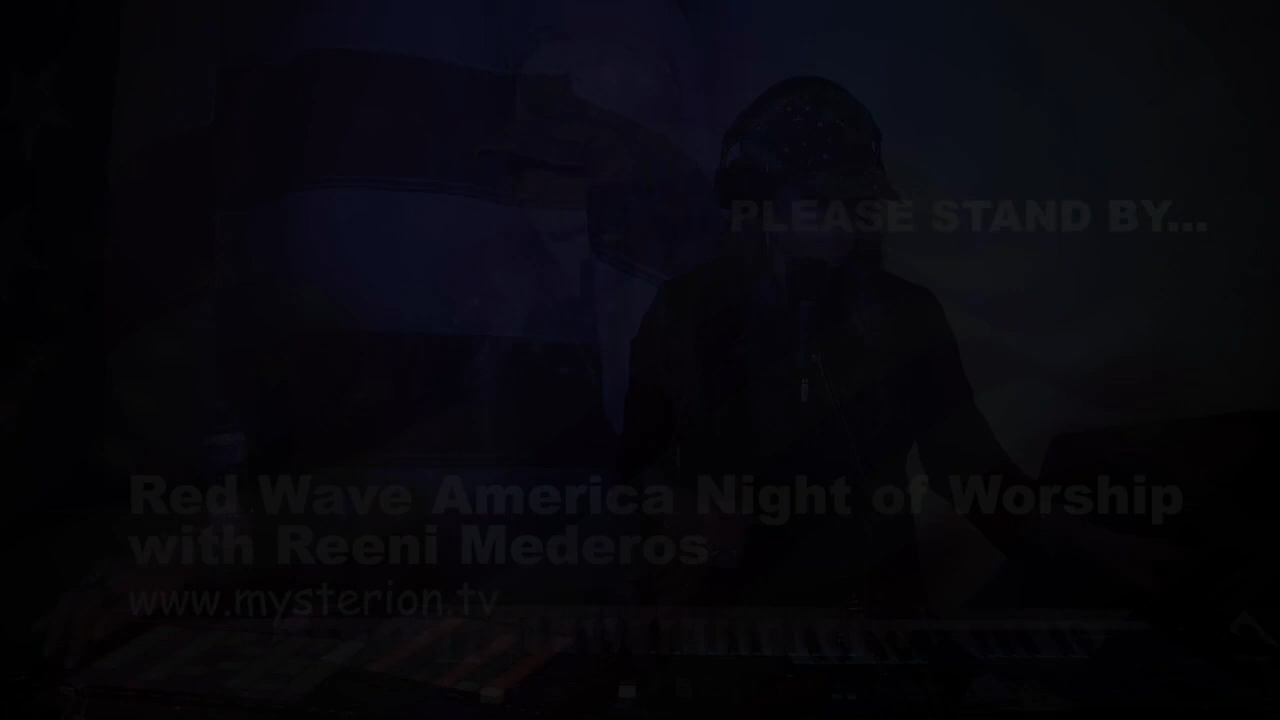 PLEASE STAND BY...
Red Wave America Night of Worship
with Reeni Mederos
www.mysterion.tv